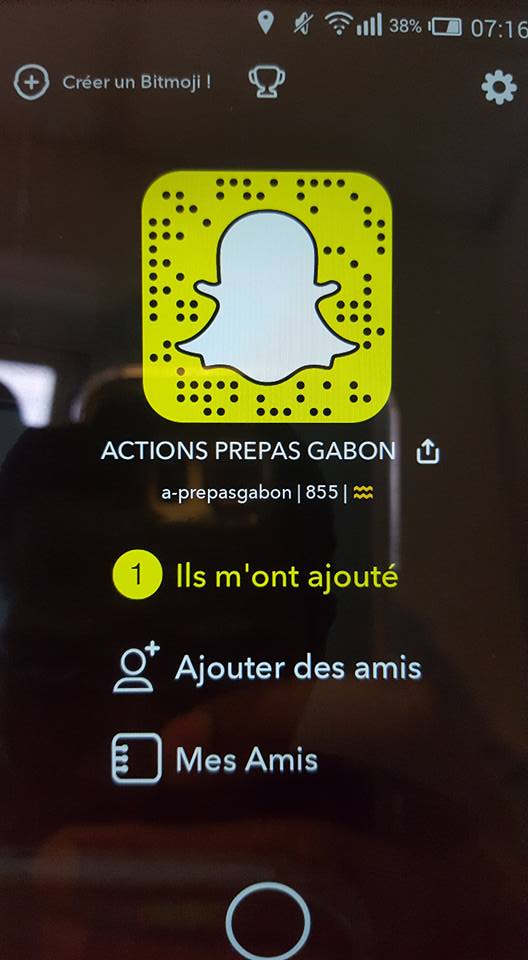 38% 07:16
Créer un Bitmoji !
ACTIONS PREPAS GABON
a-prepasgabon | 855 |
1 Ils m'ont ajouté
Ajouter des amis
Mes Amis